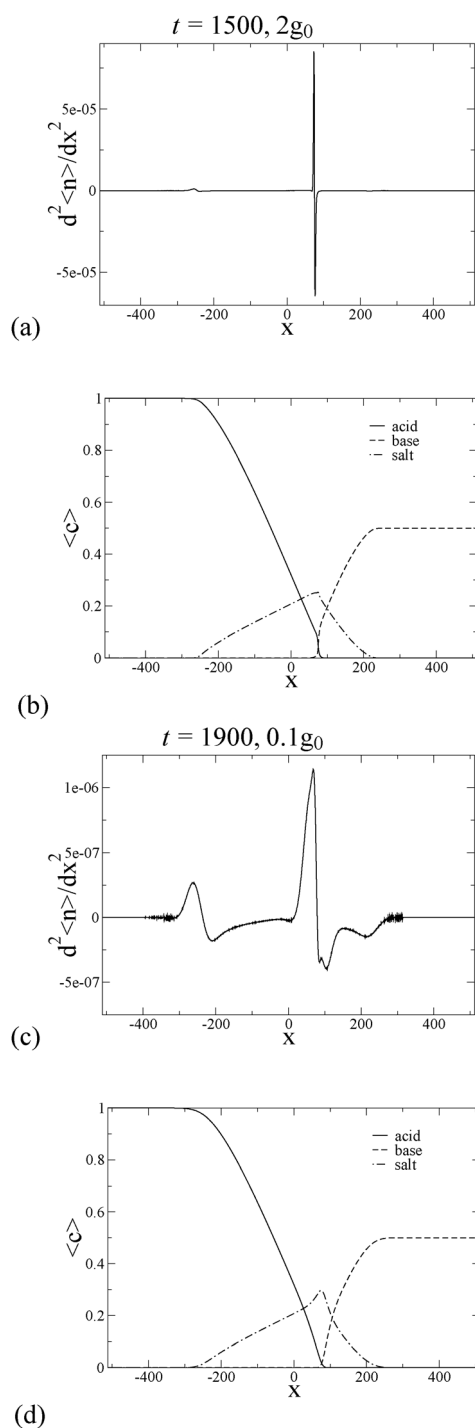 t = 1500, 2g₀
d²<n>/dx²
5e-05
0
-5e-05
-400 -200 0 200 400
x
(a)
<c>
1
0.8
0.6
0.4
0.2
0
acid
base
salt
-400 -200 0 200 400
x
(b)
t = 1900, 0.1g₀
d²<n>/dx²
1e-06
5e-07
0
-5e-07
-400 -200 0 200 400
x
(c)
<c>
1
0.8
0.6
0.4
0.2
0
acid
base
salt
-400 -200 0 200 400
x
(d)